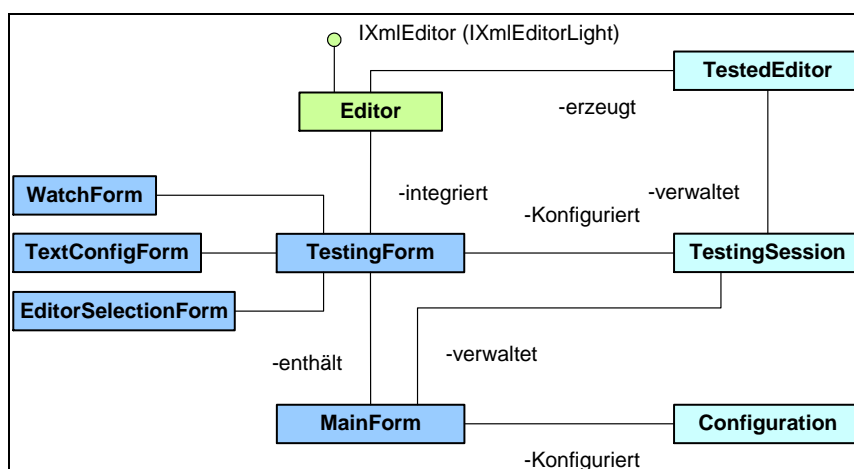 IXmlEditor (IXmlEditorLight)
TestedEditor
Editor
-erzeugt
WatchForm
-integriert
-verwaltet
-Konfiguriert
TextConfigForm
TestingForm
TestingSession
EditorSelectionForm
-enthält
-verwaltet
MainForm
Configuration
-Konfiguriert